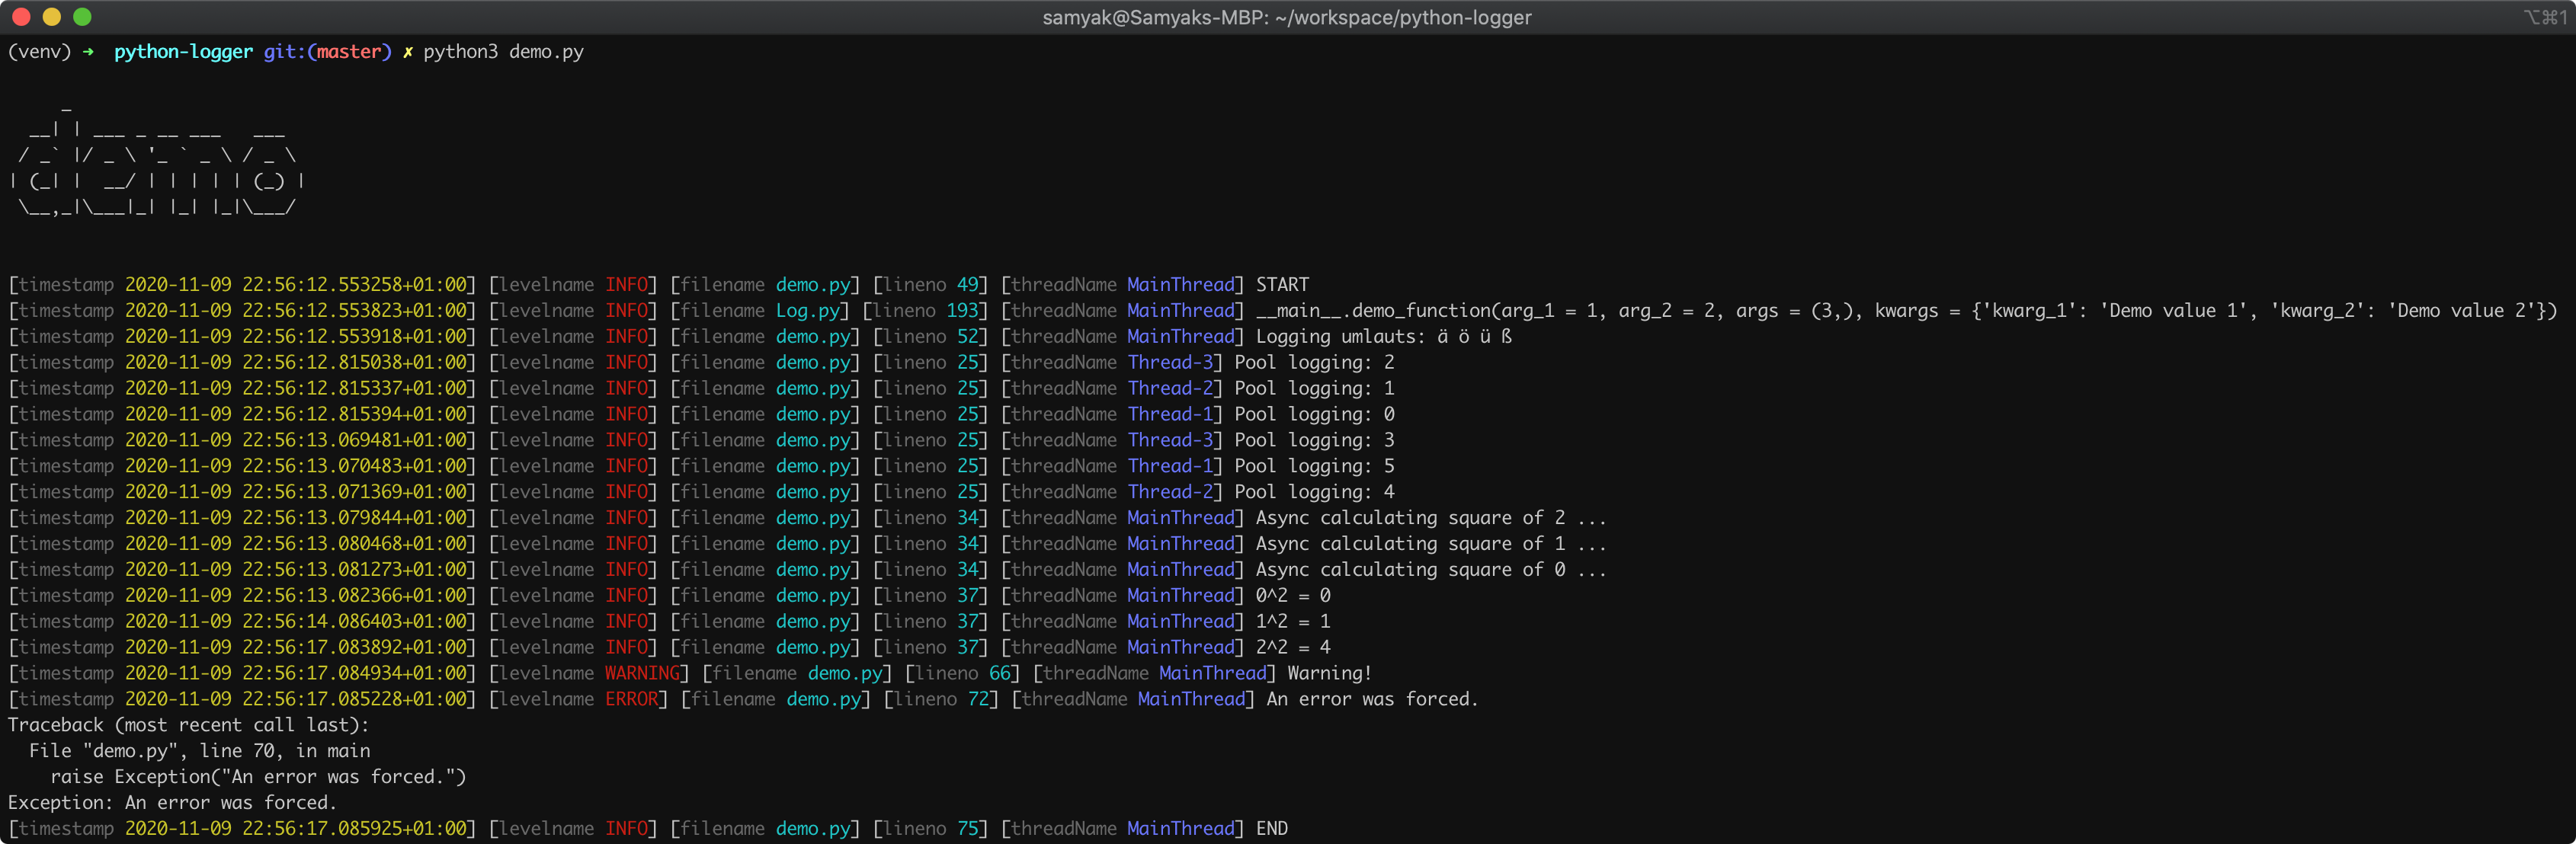 samyak@Samyaks-MBP: ~/workspace/python-logger ⌥⌘1
(venv) ➜  python-logger git:(master) ✗ python3 demo.py
     _
  __| | ___ _ __ ___   ___
 / _` |/ _ \ '_ ` _ \ / _ \
| (_| |  __/ | | | | | (_) |
 \__,_|\___|_| |_| |_|\___/
[timestamp 2020-11-09 22:56:12.553258+01:00] [levelname INFO] [filename demo.py] [lineno 49] [threadName MainThread] START
[timestamp 2020-11-09 22:56:12.553823+01:00] [levelname INFO] [filename Log.py] [lineno 193] [threadName MainThread] __main__.demo_function(arg_1 = 1, arg_2 = 2, args = (3,), kwargs = {'kwarg_1': 'Demo value 1', 'kwarg_2': 'Demo value 2'})
[timestamp 2020-11-09 22:56:12.553918+01:00] [levelname INFO] [filename demo.py] [lineno 52] [threadName MainThread] Logging umlauts: ä ö ü ß
[timestamp 2020-11-09 22:56:12.815038+01:00] [levelname INFO] [filename demo.py] [lineno 25] [threadName Thread-3] Pool logging: 2
[timestamp 2020-11-09 22:56:12.815337+01:00] [levelname INFO] [filename demo.py] [lineno 25] [threadName Thread-2] Pool logging: 1
[timestamp 2020-11-09 22:56:12.815394+01:00] [levelname INFO] [filename demo.py] [lineno 25] [threadName Thread-1] Pool logging: 0
[timestamp 2020-11-09 22:56:13.069481+01:00] [levelname INFO] [filename demo.py] [lineno 25] [threadName Thread-3] Pool logging: 3
[timestamp 2020-11-09 22:56:13.070483+01:00] [levelname INFO] [filename demo.py] [lineno 25] [threadName Thread-1] Pool logging: 5
[timestamp 2020-11-09 22:56:13.071369+01:00] [levelname INFO] [filename demo.py] [lineno 25] [threadName Thread-2] Pool logging: 4
[timestamp 2020-11-09 22:56:13.079844+01:00] [levelname INFO] [filename demo.py] [lineno 34] [threadName MainThread] Async calculating square of 2 ...
[timestamp 2020-11-09 22:56:13.080468+01:00] [levelname INFO] [filename demo.py] [lineno 34] [threadName MainThread] Async calculating square of 1 ...
[timestamp 2020-11-09 22:56:13.081273+01:00] [levelname INFO] [filename demo.py] [lineno 34] [threadName MainThread] Async calculating square of 0 ...
[timestamp 2020-11-09 22:56:13.082366+01:00] [levelname INFO] [filename demo.py] [lineno 37] [threadName MainThread] 0^2 = 0
[timestamp 2020-11-09 22:56:14.086403+01:00] [levelname INFO] [filename demo.py] [lineno 37] [threadName MainThread] 1^2 = 1
[timestamp 2020-11-09 22:56:17.083892+01:00] [levelname INFO] [filename demo.py] [lineno 37] [threadName MainThread] 2^2 = 4
[timestamp 2020-11-09 22:56:17.084934+01:00] [levelname WARNING] [filename demo.py] [lineno 66] [threadName MainThread] Warning!
[timestamp 2020-11-09 22:56:17.085228+01:00] [levelname ERROR] [filename demo.py] [lineno 72] [threadName MainThread] An error was forced.
Traceback (most recent call last):
  File "demo.py", line 70, in main
    raise Exception("An error was forced.")
Exception: An error was forced.
[timestamp 2020-11-09 22:56:17.085925+01:00] [levelname INFO] [filename demo.py] [lineno 75] [threadName MainThread] END